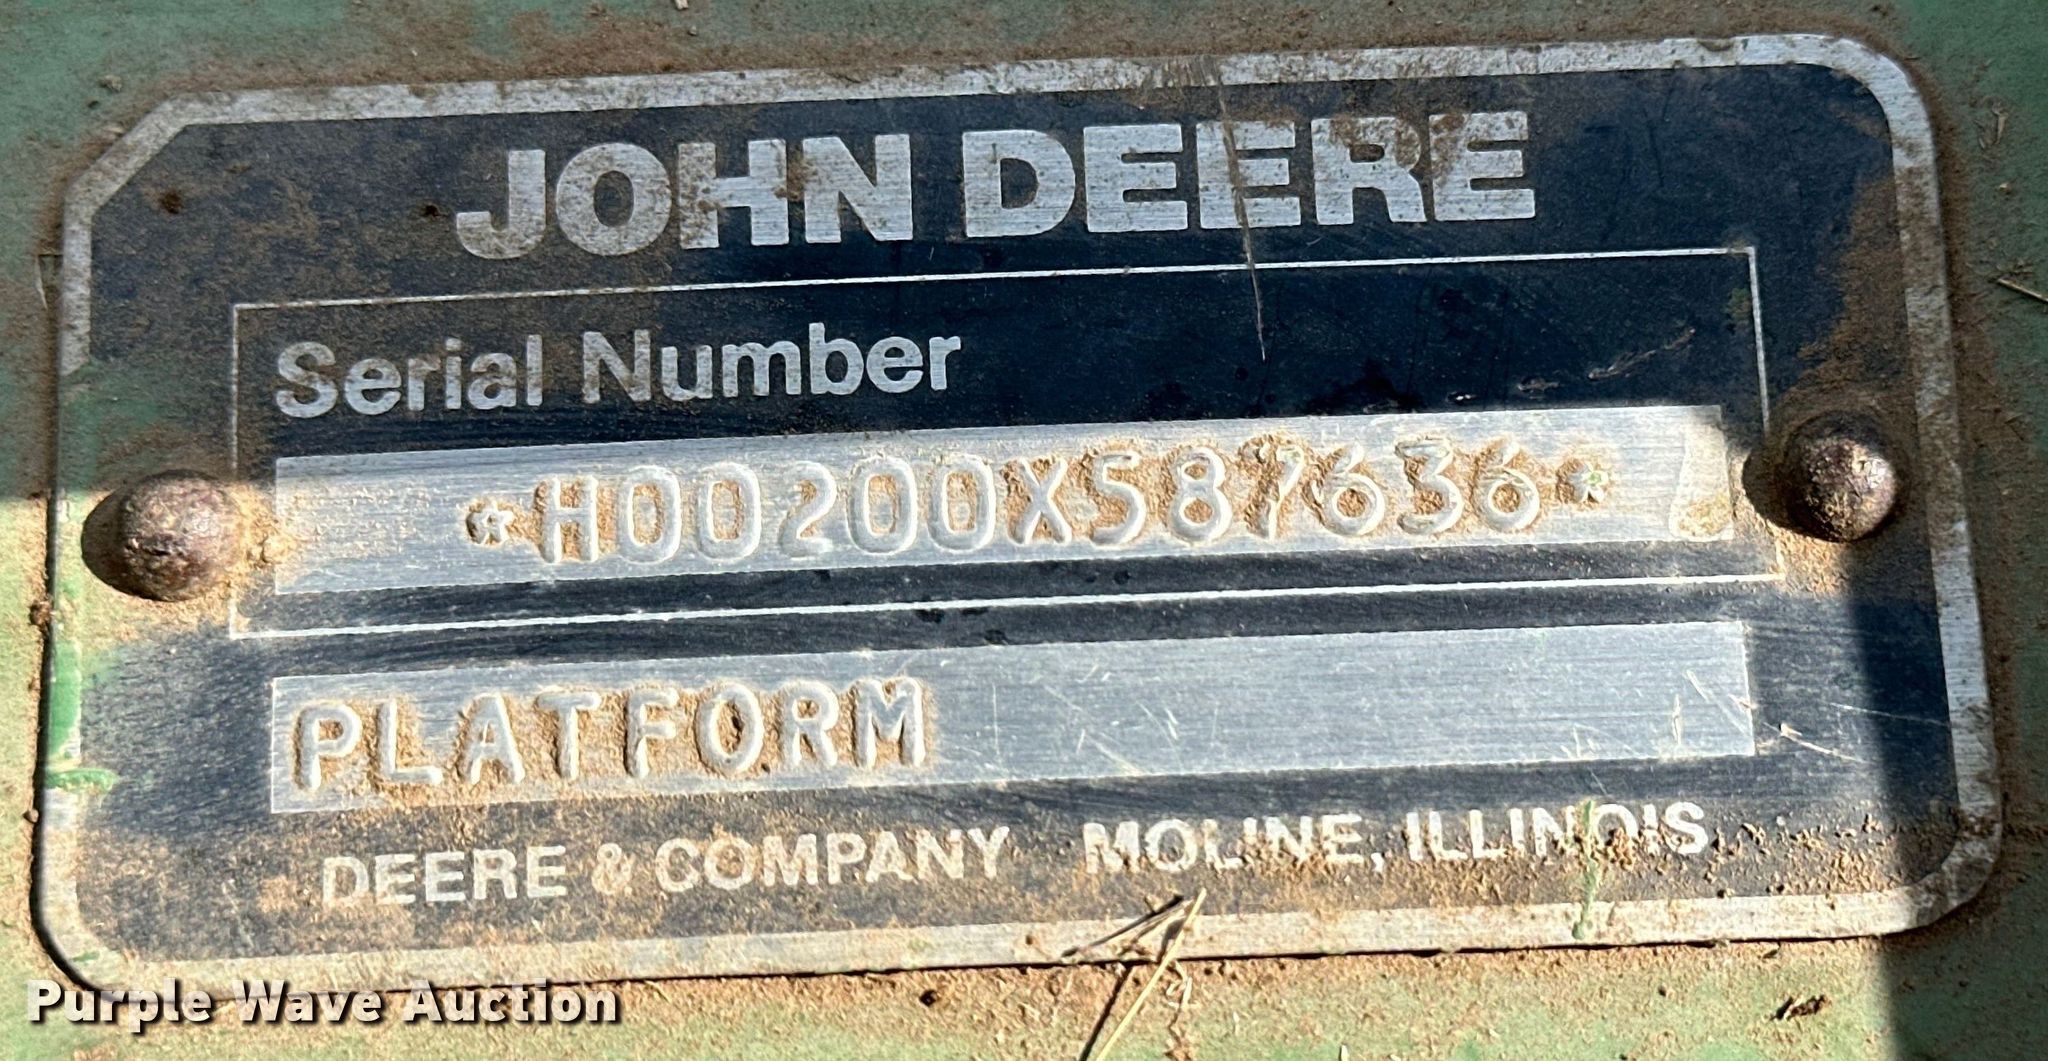 JOHN DEERE
Serial Number
*H00200X587636*
PLATFORM
DEERE & COMPANY MOLINE, ILLINOIS
Purple Wave Auction